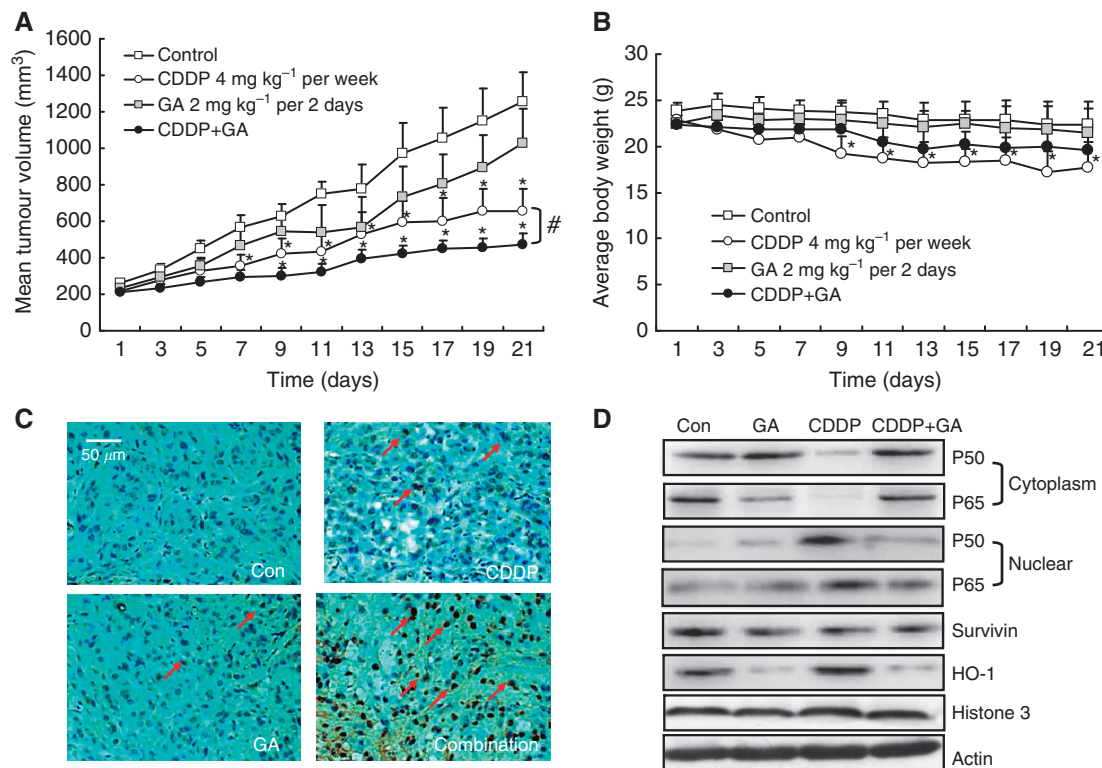 A
Mean tumour volume (mm³)
1600
1400
1200
1000
800
600
400
200
0
Control
CDDP 4 mg kg⁻¹ per week
GA 2 mg kg⁻¹ per 2 days
CDDP+GA
* * * * * * * * * * * * * * * *
#
1 3 5 7 9 11 13 15 17 19 21
Time (days)
B
Average body weight (g)
30
25
20
15
10
5
0
* * * * * * *
Control
CDDP 4 mg kg⁻¹ per week
GA 2 mg kg⁻¹ per 2 days
CDDP+GA
1 3 5 7 9 11 13 15 17 19 21
Time (days)
C
50 μm
Con
CDDP
GA
Combination
D
Con GA CDDP CDDP+GA
P50
Cytoplasm
P65
P50
Nuclear
P65
Survivin
HO-1
Histone 3
Actin